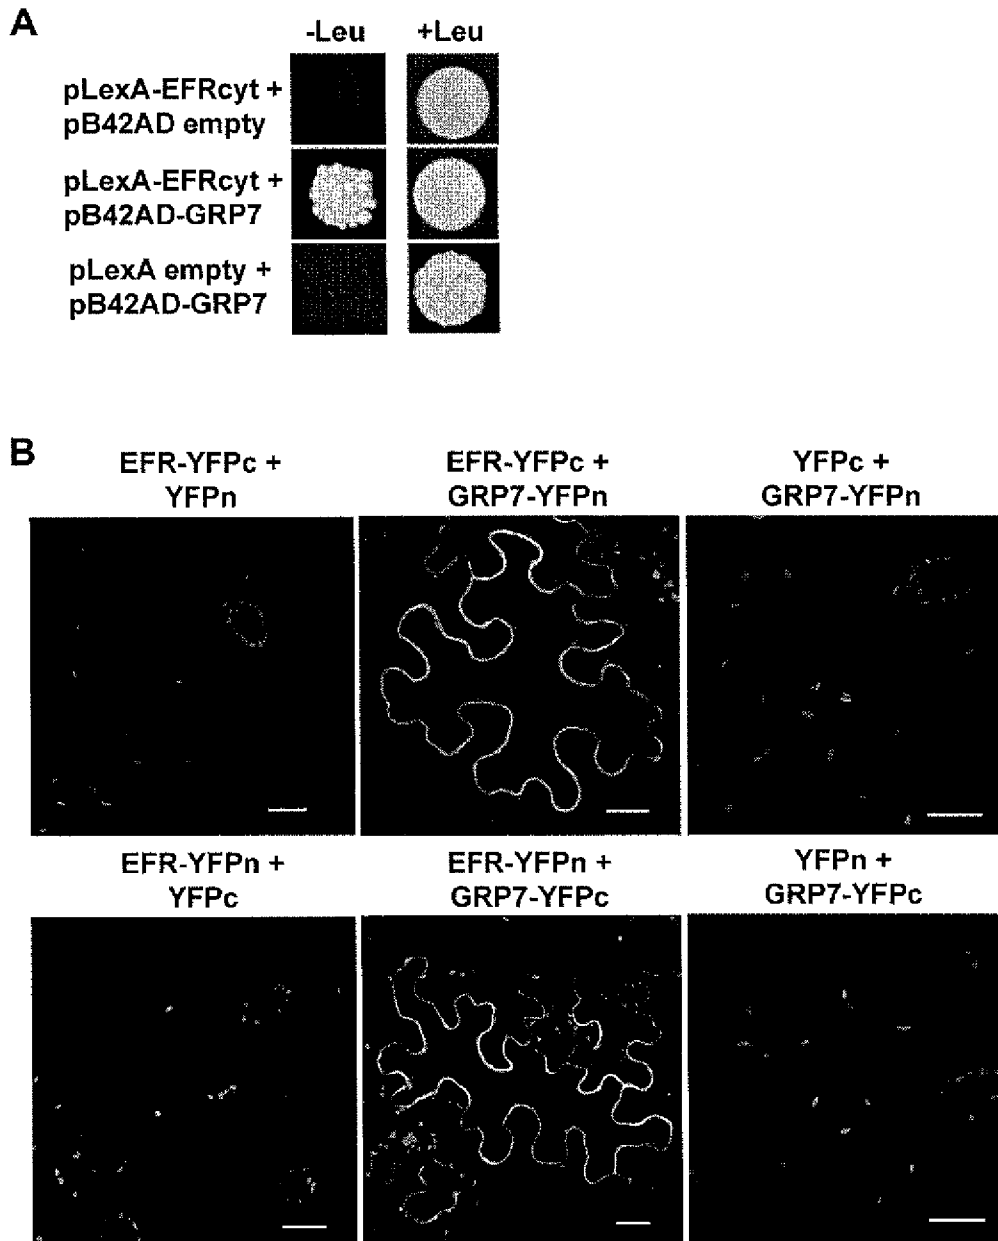 A
-Leu +Leu
pLexA-EFRcyt +
pB42AD empty
pLexA-EFRcyt +
pB42AD-GRP7
pLexA empty +
pB42AD-GRP7
B
EFR-YFPc +
YFPn
EFR-YFPc +
GRP7-YFPn
YFPc +
GRP7-YFPn
EFR-YFPn +
YFPc
EFR-YFPn +
GRP7-YFPc
YFPn +
GRP7-YFPc